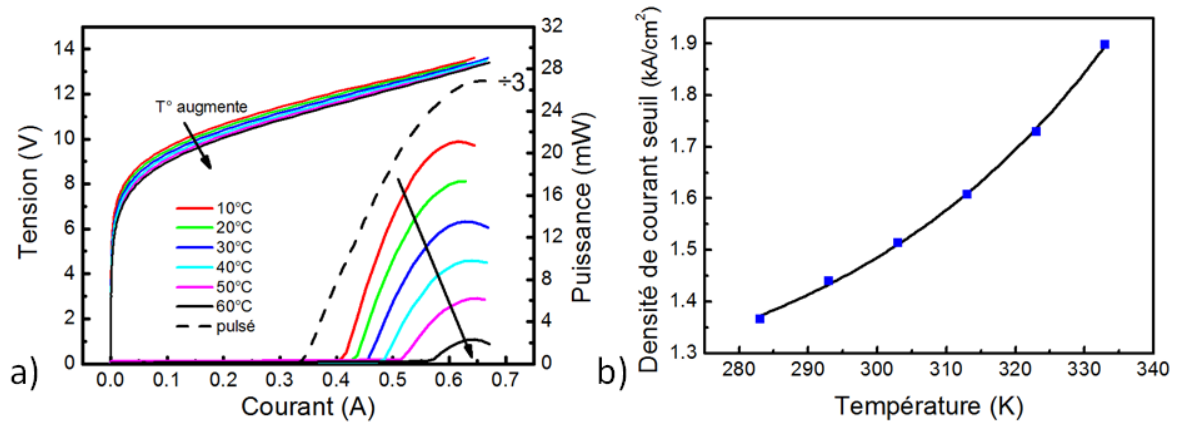 a)
Tension (V)
14
12
10
8
6
4
2
0
T° augmente
10°C
20°C
30°C
40°C
50°C
60°C
pulsé
÷3
32
28
24
20
16
12
8
4
0
Puissance (mW)
0.0 0.1 0.2 0.3 0.4 0.5 0.6 0.7
Courant (A)
b)
Densité de courant seuil (kA/cm²)
1.9
1.8
1.7
1.6
1.5
1.4
1.3
280 290 300 310 320 330 340
Température (K)